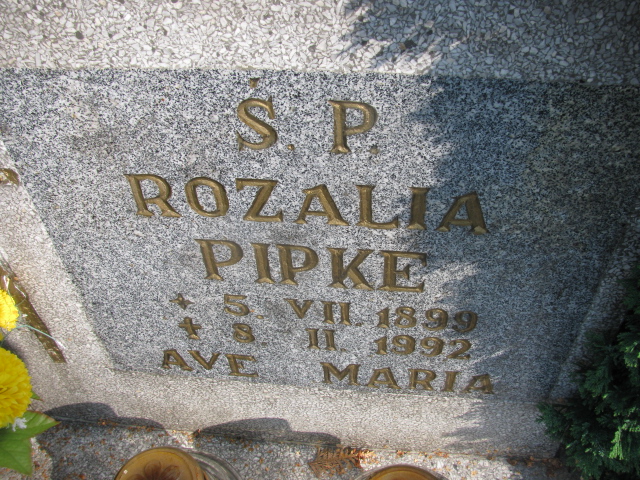 Ś. P.
ROZALIA
PIPKE
* 5. VII. 1899
+ 8. II. 1992
AVE MARIA